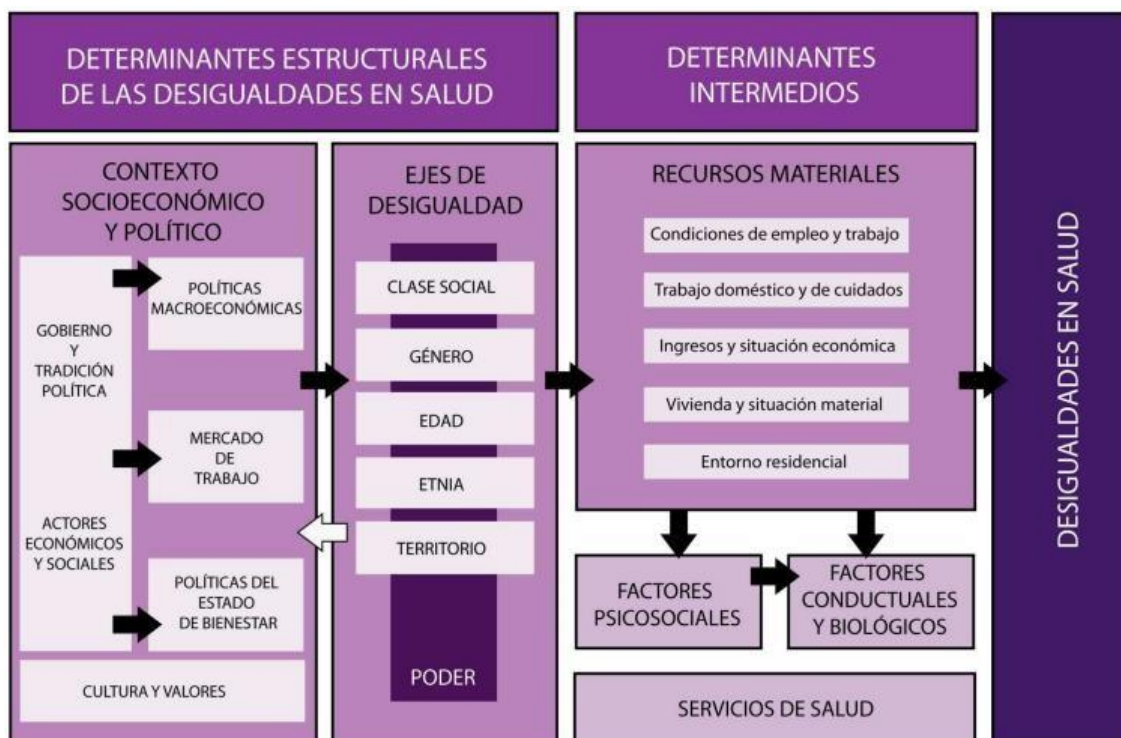 DETERMINANTES ESTRUCTURALES
DE LAS DESIGUALDADES EN SALUD
DETERMINANTES
INTERMEDIOS
CONTEXTO
SOCIOECONÓMICO
Y POLÍTICO
GOBIERNO
Y
TRADICIÓN
POLÍTICA
ACTORES
ECONÓMICOS
Y SOCIALES
POLÍTICAS
MACROECONÓMICAS
MERCADO
DE
TRABAJO
POLÍTICAS DEL
ESTADO
DE BIENESTAR
CULTURA Y VALORES
EJES DE
DESIGUALDAD
CLASE SOCIAL
GÉNERO
EDAD
ETNIA
TERRITORIO
PODER
RECURSOS MATERIALES
Condiciones de empleo y trabajo
Trabajo doméstico y de cuidados
Ingresos y situación económica
Vivienda y situación material
Entorno residencial
FACTORES
PSICOSOCIALES
FACTORES
CONDUCTUALES
Y BIOLÓGICOS
SERVICIOS DE SALUD
DESIGUALDADES EN SALUD